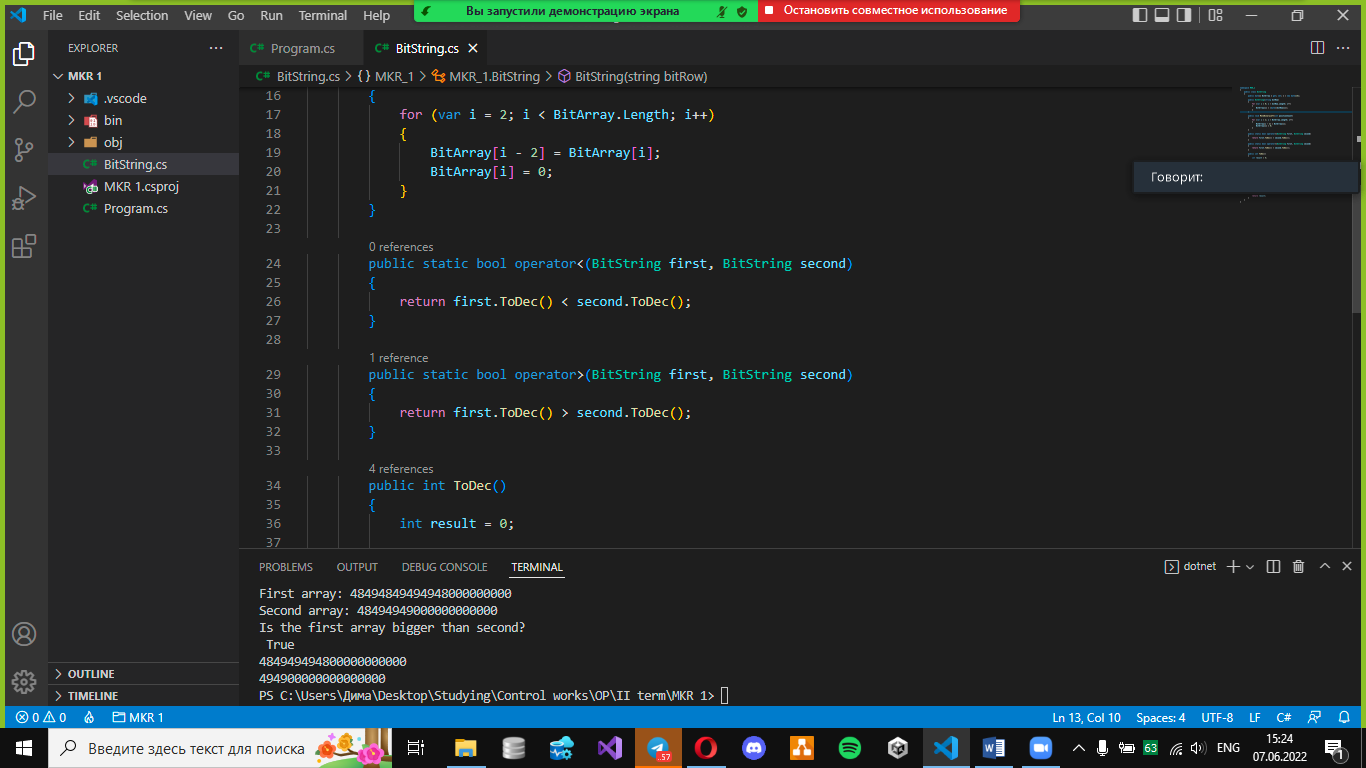 File Edit Selection View Go Run Terminal Help
Вы запустили демонстрацию экрана
Остановить совместное использование
EXPLORER
MKR 1
.vscode
bin
obj
BitString.cs
MKR 1.csproj
Program.cs
OUTLINE
TIMELINE
Program.cs BitString.cs
BitString.cs > {} MKR_1 > MKR_1.BitString > BitString(string bitRow)
16 {
17 for (var i = 2; i < BitArray.Length; i++)
18 {
19 BitArray[i - 2] = BitArray[i];
20 BitArray[i] = 0;
21 }
22 }
23
0 references
24 public static bool operator<(BitString first, BitString second)
25 {
26 return first.ToDec() < second.ToDec();
27 }
28
1 reference
29 public static bool operator>(BitString first, BitString second)
30 {
31 return first.ToDec() > second.ToDec();
32 }
33
4 references
34 public int ToDec()
35 {
36 int result = 0;
37
Говорит:
PROBLEMS OUTPUT DEBUG CONSOLE TERMINAL
dotnet
First array: 48494849494948000000000
Second array: 48494949000000000000
Is the first array bigger than second?
True
484949494800000000000
494900000000000000
PS C:\Users\Дима\Desktop\Studying\Control works\OP\II term\MKR 1>
0 0 MKR 1
Ln 13, Col 10 Spaces: 4 UTF-8 LF C#
Введите здесь текст для поиска
.57
63
ENG
15:24
07.06.2022
1